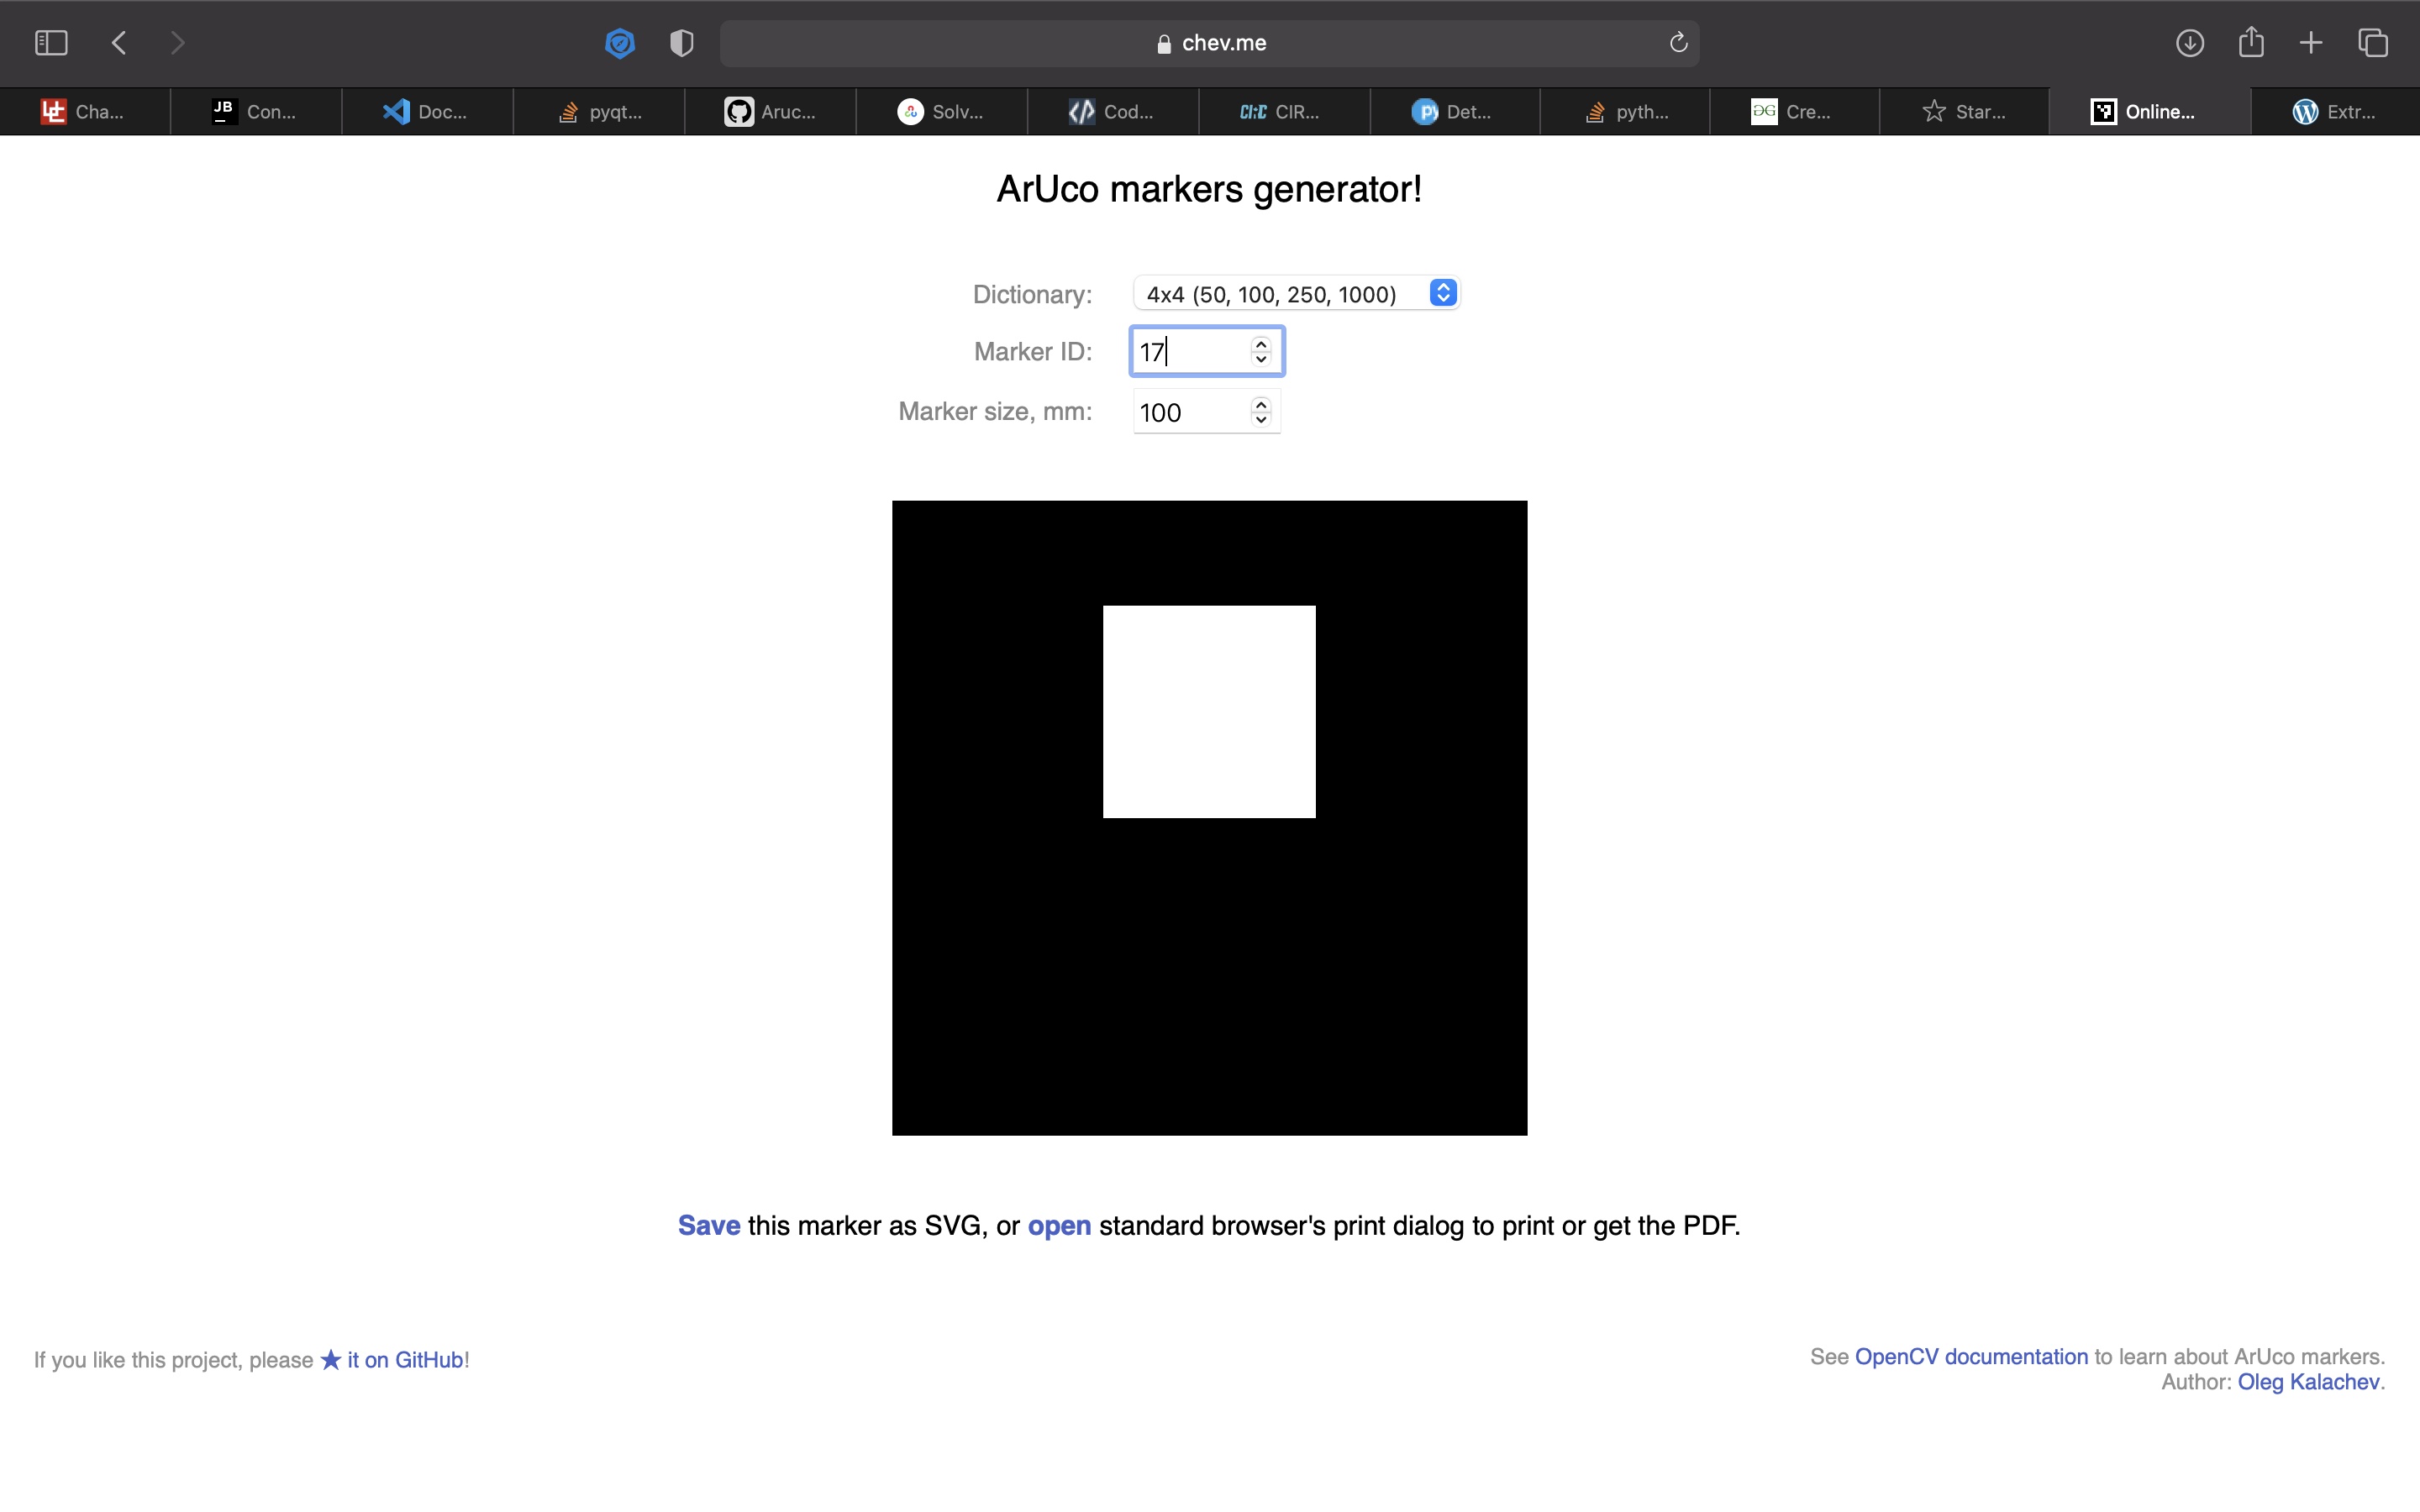 chev.me
Cha...
JB Con...
Doc...
pyqt...
Aruc...
Solv...
Cod...
CIR...
Det...
pyth...
Cre...
Star...
Online...
Extr...
ArUco markers generator!
Dictionary: 4x4 (50, 100, 250, 1000)
Marker ID: 17
Marker size, mm: 100
Save this marker as SVG, or open standard browser's print dialog to print or get the PDF.
If you like this project, please ★ it on GitHub!
See OpenCV documentation to learn about ArUco markers.
Author: Oleg Kalachev.